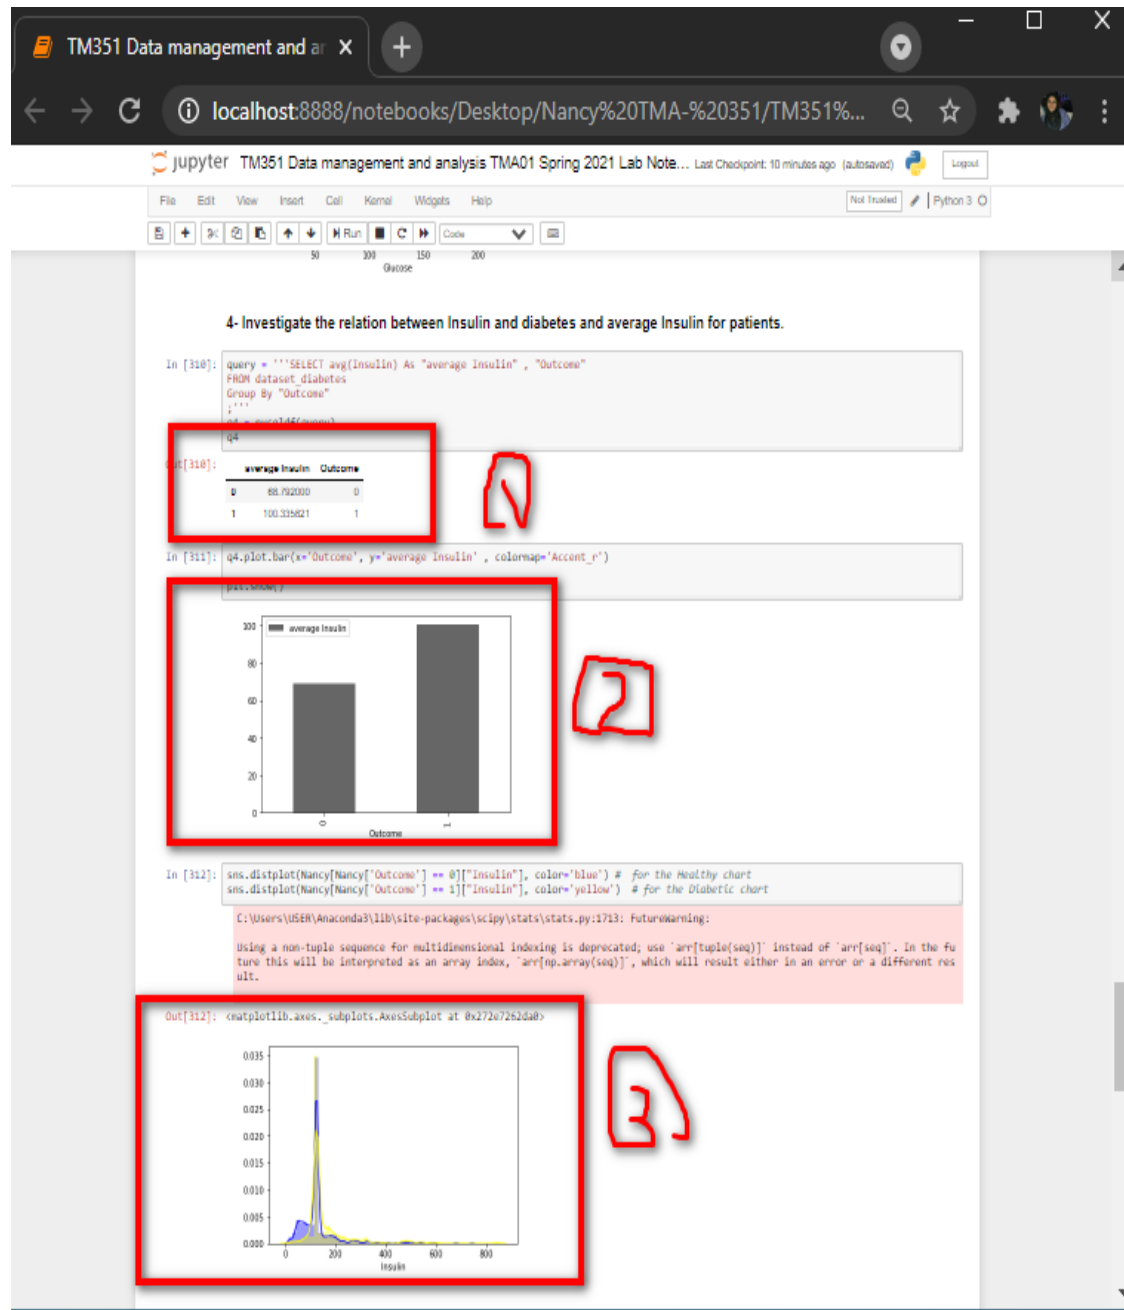 TM351 Data management and ar
localhost:8888/notebooks/Desktop/Nancy%20TMA-%20351/TM351%...
jupyter TM351 Data management and analysis TMA01 Spring 2021 Lab Note... Last Checkpoint: 10 minutes ago (autosaved) Logout
File Edit View Insert Cell Kernel Widgets Help Not Trusted Python 3
Run Code
50 100 150 200
Glucose
4- Investigate the relation between Insulin and diabetes and average Insulin for patients.
In [310]: query = '''SELECT avg(Insulin) As "average Insulin" , "Outcome"
FROM dataset_diabetes
Group By "Outcome"
;'''
q4 = pysqldf(query)
q4
Out[310]:
average Insulin Outcome
0 68.792000 0
1 100.335821 1
1
In [311]: q4.plot.bar(x='Outcome', y='average Insulin' , colormap='Accent_r')
plt.show()
average Insulin
100
80
60
40
20
0
0 1
Outcome
2
In [312]: sns.distplot(Nancy[Nancy['Outcome'] == 0]["Insulin"], color='blue') # for the Healthy chart
sns.distplot(Nancy[Nancy['Outcome'] == 1]["Insulin"], color='yellow') # for the Diabetic chart
C:\Users\USER\Anaconda3\lib\site-packages\scipy\stats\stats.py:1713: FutureWarning:
Using a non-tuple sequence for multidimensional indexing is deprecated; use `arr[tuple(seq)]` instead of `arr[seq]`. In the fu
ture this will be interpreted as an array index, `arr[np.array(seq)]`, which will result either in an error or a different res
ult.
Out[312]: <matplotlib.axes._subplots.AxesSubplot at 0x272e7262da0>
0.035
0.030
0.025
0.020
0.015
0.010
0.005
0.000
0 200 400 600 800
Insulin
3